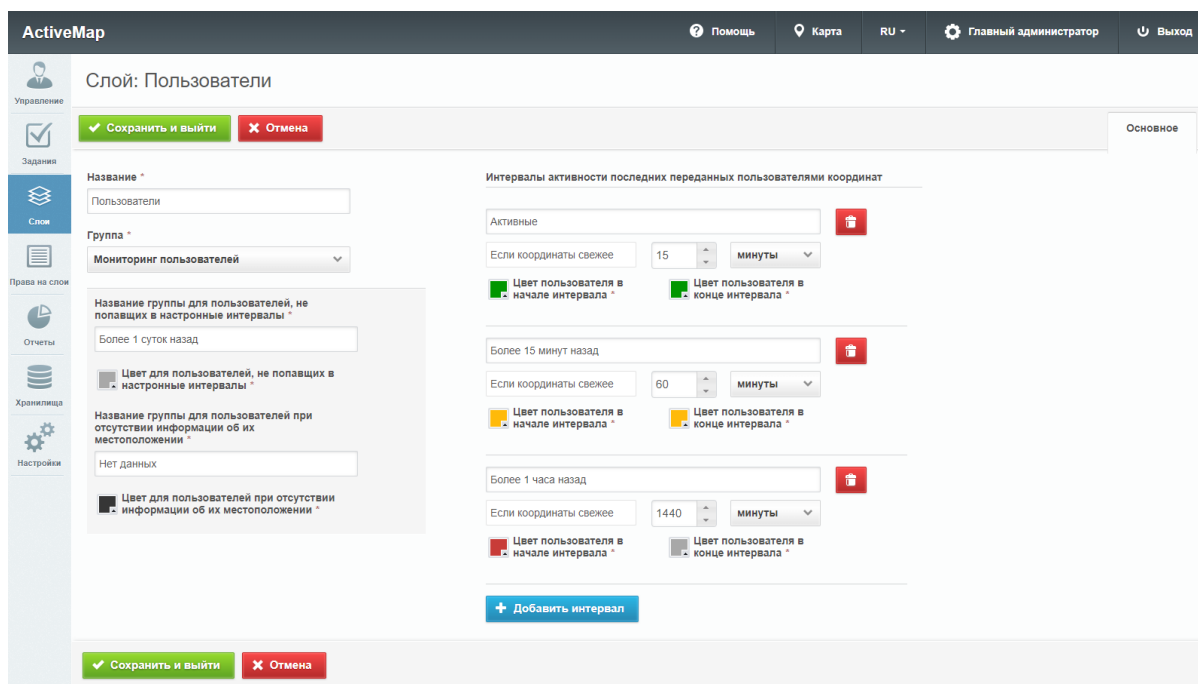 ActiveMap
Помощь
Карта
RU
Главный администратор
Выход
Управление
Задания
Слои
Права на слои
Отчеты
Хранилища
Настройки
Слой: Пользователи
Сохранить и выйти
Отмена
Основное
Название *
Пользователи
Группа *
Мониторинг пользователей
Название группы для пользователей, не
попавших в настронные интервалы *
Более 1 суток назад
Цвет для пользователей, не попавших в
настронные интервалы *
Название группы для пользователей при
отсутствии информации об их
местоположении *
Нет данных
Цвет для пользователей при отсутствии
информации об их местоположении *
Интервалы активности последних переданных пользователями координат
Активные
Если координаты свежее
15
минуты
Цвет пользователя в
начале интервала *
Цвет пользователя в
конце интервала *
Более 15 минут назад
Если координаты свежее
60
минуты
Цвет пользователя в
начале интервала *
Цвет пользователя в
конце интервала *
Более 1 часа назад
Если координаты свежее
1440
минуты
Цвет пользователя в
начале интервала *
Цвет пользователя в
конце интервала *
Добавить интервал
Сохранить и выйти
Отмена